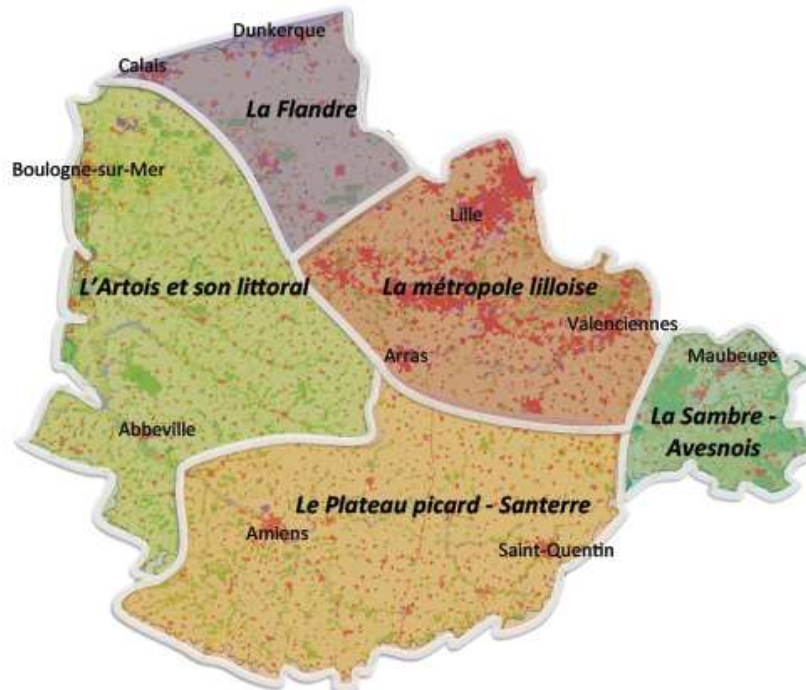 Dunkerque
Calais
La Flandre
Boulogne-sur-Mer
Lille
L'Artois et son littoral
La métropole lilloise
Valenciennes
Arras
Maubeuge
La Sambre -
Avesnois
Abbeville
Le Plateau picard - Santerre
Amiens
Saint-Quentin